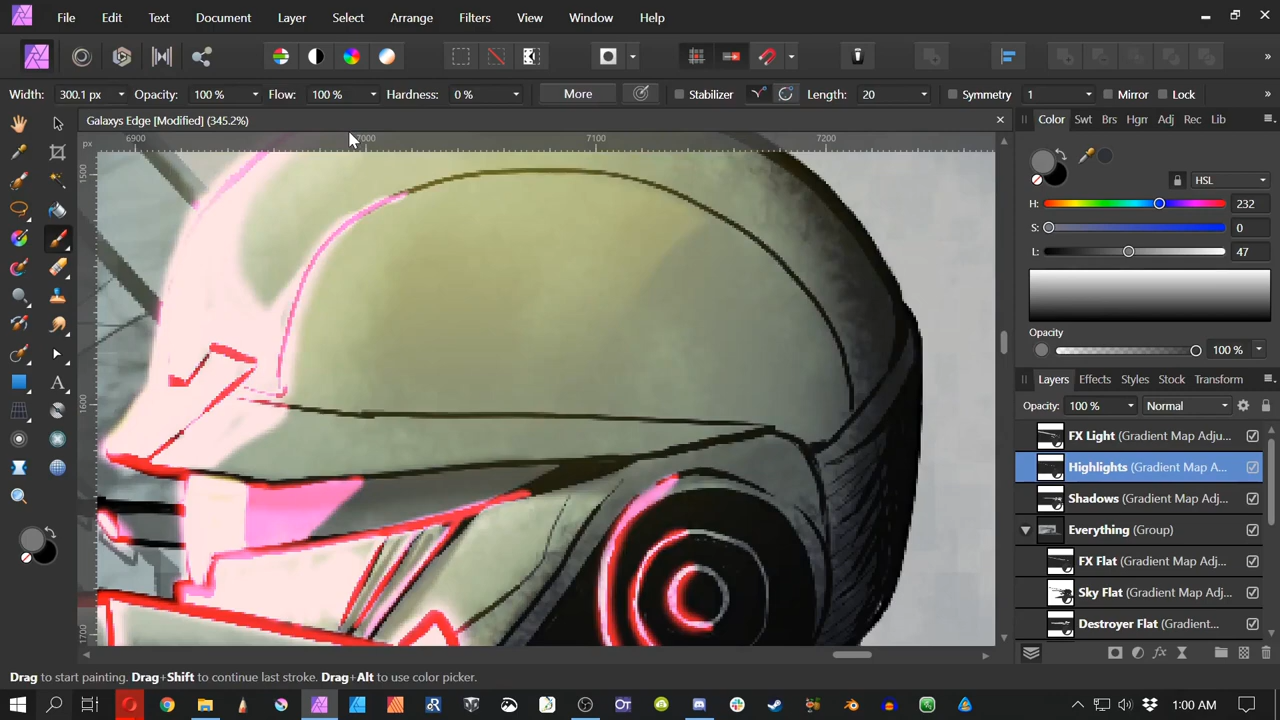 File Edit Text Document Layer Select Arrange Filters View Window Help
Width: 300.1 px Opacity: 100 % Flow: 100 % Hardness: 0 % More Stabilizer Length: 20 Symmetry 1 Mirror Lock
Galaxys Edge [Modified] (345.2%)
Color Swt Brs Hgrr Adj Rec Lib
px 6900 7000 7100 7200
1500
1600
1700
HSL
H: 232
S: 0
L: 47
Opacity
100 %
Layers Effects Styles Stock Transform
Opacity: 100 % Normal
FX Light (Gradient Map Adju...
Highlights (Gradient Map A...
Shadows (Gradient Map Adj...
Everything (Group)
FX Flat (Gradient Map Adj...
Sky Flat (Gradient Map Adj...
Destroyer Flat (Gradient...
Drag to start painting. Drag+Shift to continue last stroke. Drag+Alt to use color picker.
1:00 AM